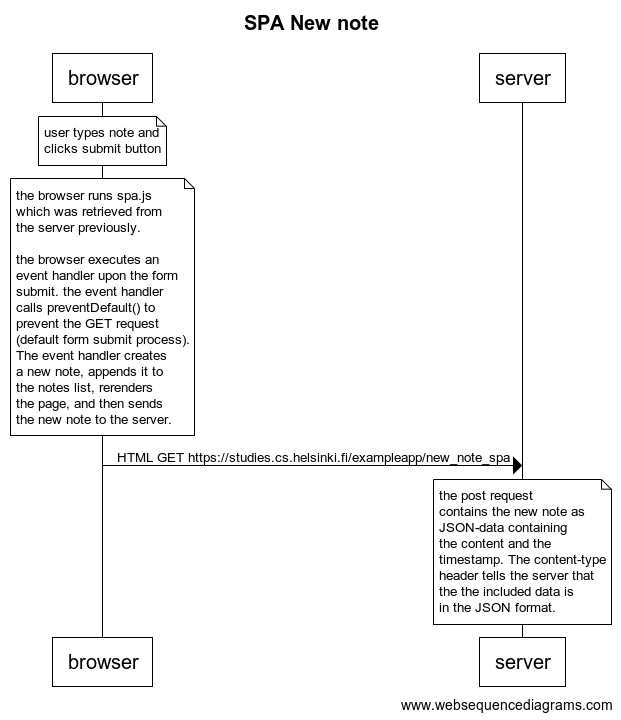 SPA New note
browser
server
user types note and
clicks submit button
the browser runs spa.js
which was retrieved from
the server previously.
the browser executes an
event handler upon the form
submit. the event handler
calls preventDefault() to
prevent the GET request
(default form submit process).
The event handler creates
a new note, appends it to
the notes list, rerenders
the page, and then sends
the new note to the server.
HTML GET https://studies.cs.helsinki.fi/exampleapp/new_note_spa
the post request
contains the new note as
JSON-data containing
the content and the
timestamp. The content-type
header tells the server that
the the included data is
in the JSON format.
browser
server
www.websequencediagrams.com